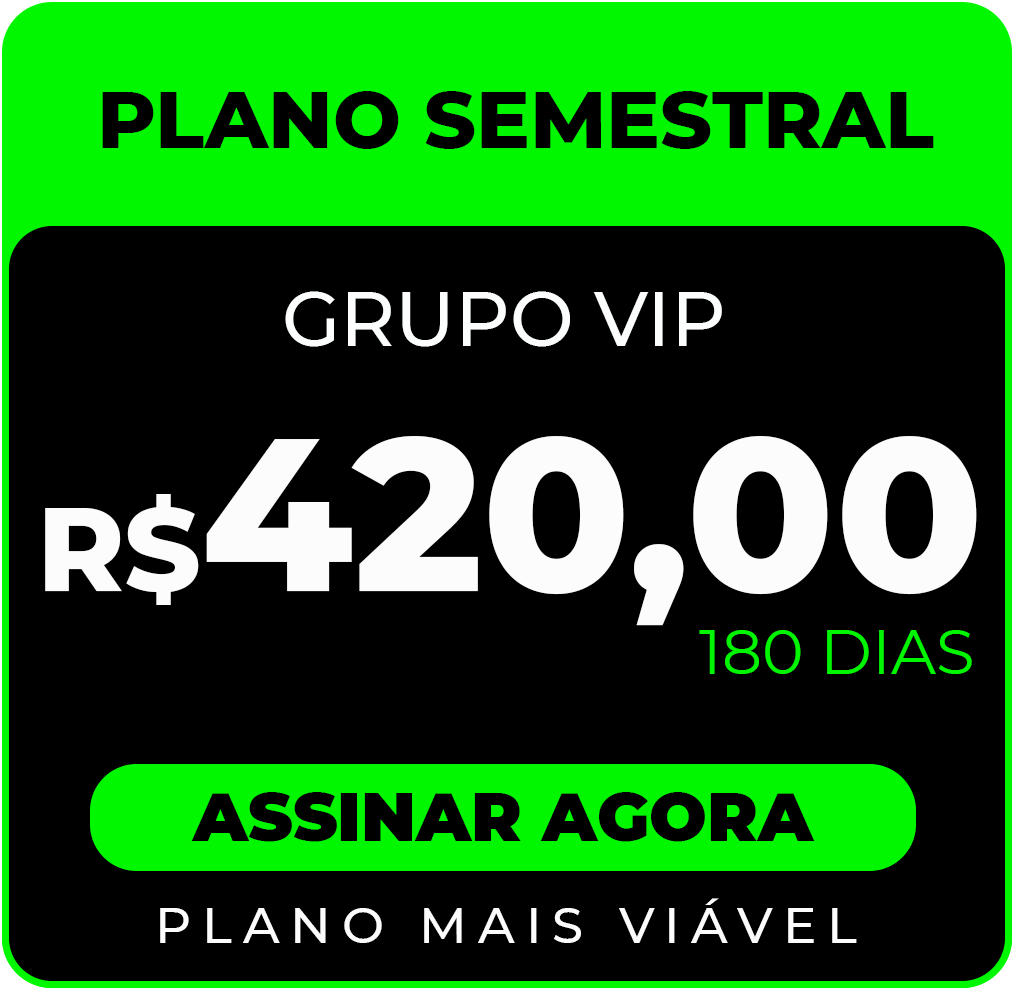 PLANO SEMESTRAL
GRUPO VIP
R$420,00
180 DIAS
ASSINAR AGORA
PLANO MAIS VIÁVEL